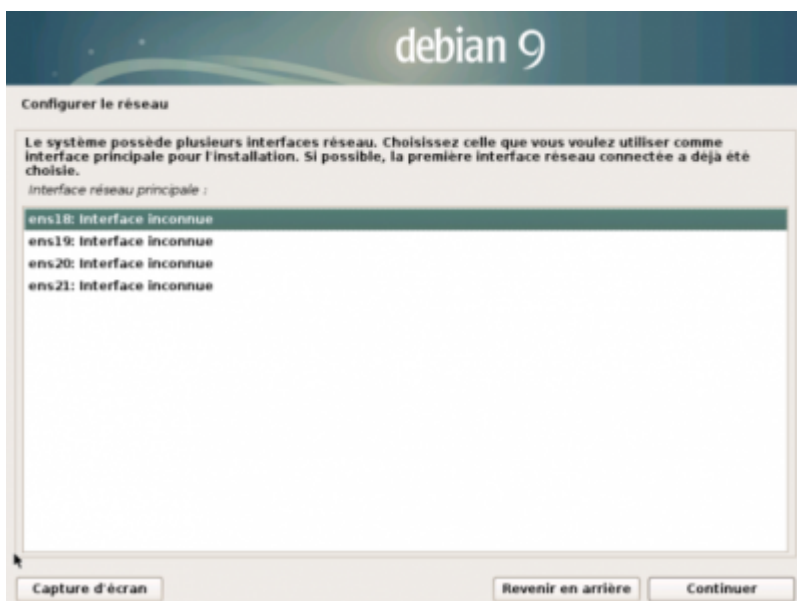 debian 9
Configurer le réseau
Le système possède plusieurs interfaces réseau. Choisissez celle que vous voulez utiliser comme
interface principale pour l'installation. Si possible, la première interface réseau connectée a déjà été
choisie.
Interface réseau principale :
ens18: Interface inconnue
ens19: Interface inconnue
ens20: Interface inconnue
ens21: Interface inconnue
Capture d'écran
Revenir en arrière
Continuer